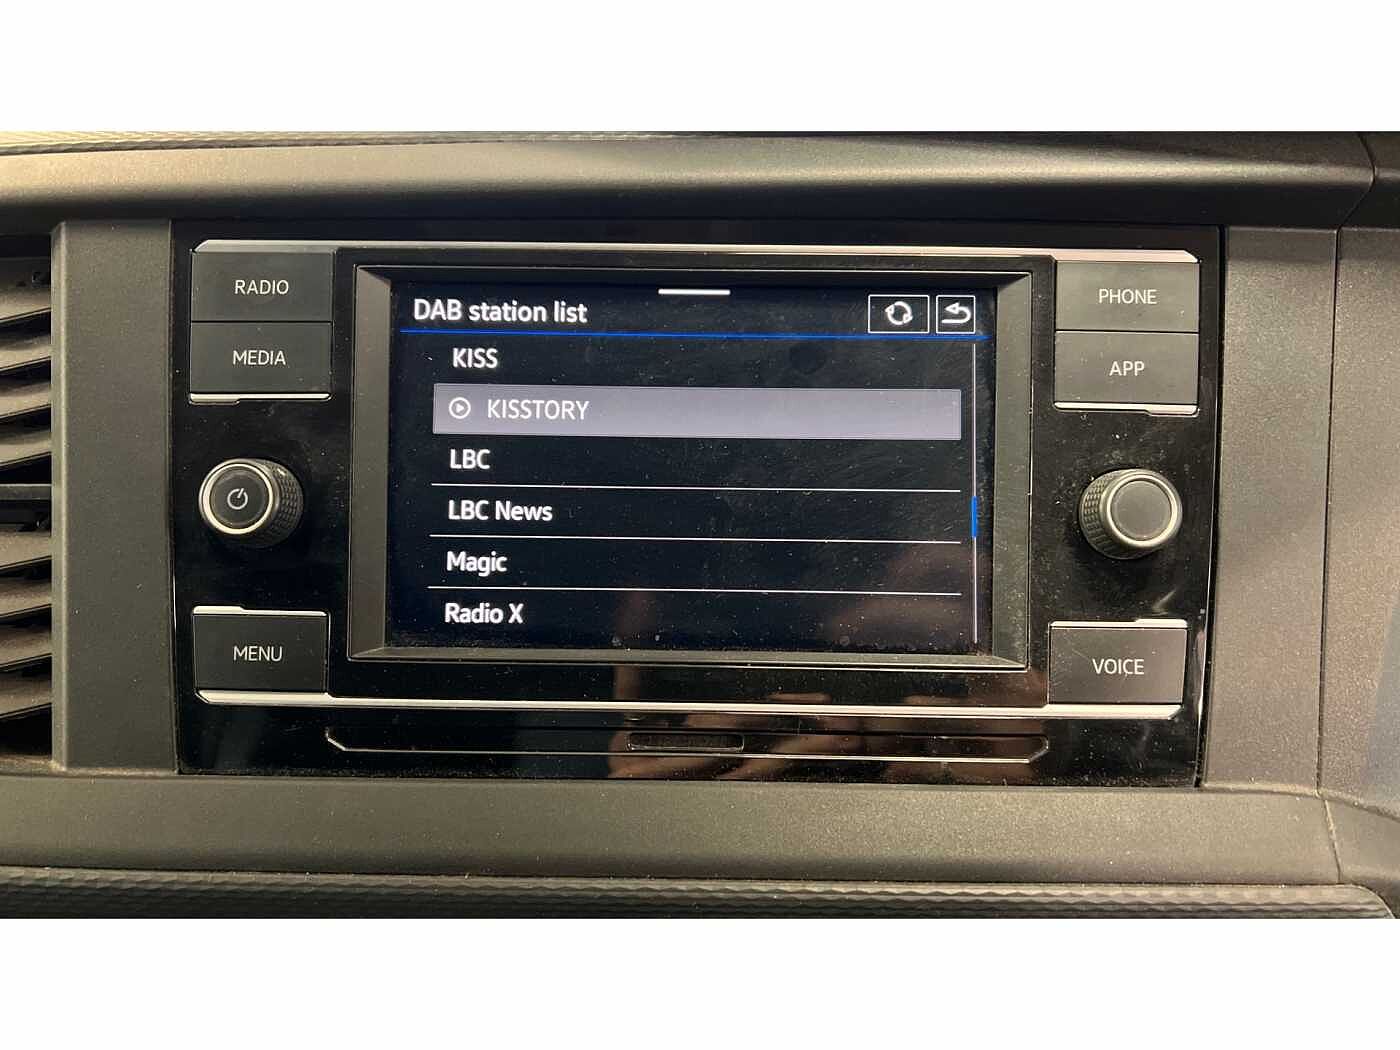 RADIO
MEDIA
MENU
DAB station list
KISS
KISSTORY
LBC
LBC News
Magic
Radio X
PHONE
APP
VOICE